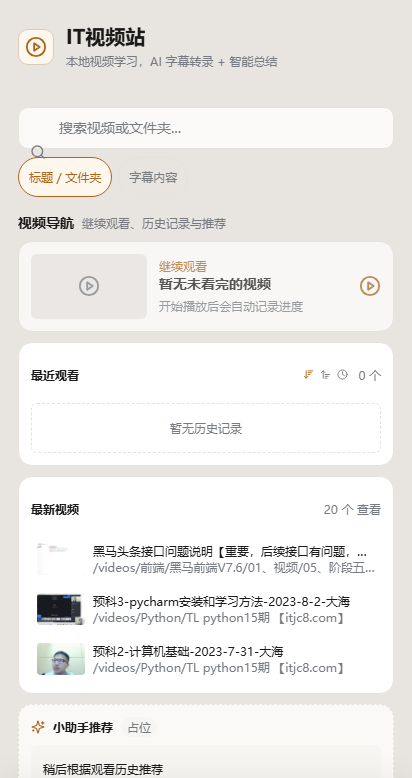 IT视频站
本地视频学习，AI 字幕转录 + 智能总结
搜索视频或文件夹...
标题 / 文件夹 字幕内容
视频导航 继续观看、历史记录与推荐
继续观看
暂无未看完的视频
开始播放后会自动记录进度
最近观看 0 个
暂无历史记录
最新视频 20 个 查看
黑马头条接口问题说明【重要，后续接口有问题，...
/videos/前端/黑马前端V7.6/01、视频/05、阶段五...
预科3-pycharm安装和学习方法-2023-8-2-大海
/videos/Python/TL python15期 【itjc8.com】
预科2-计算机基础-2023-7-31-大海
/videos/Python/TL python15期 【itjc8.com】
小助手推荐 占位
稍后根据观看历史推荐